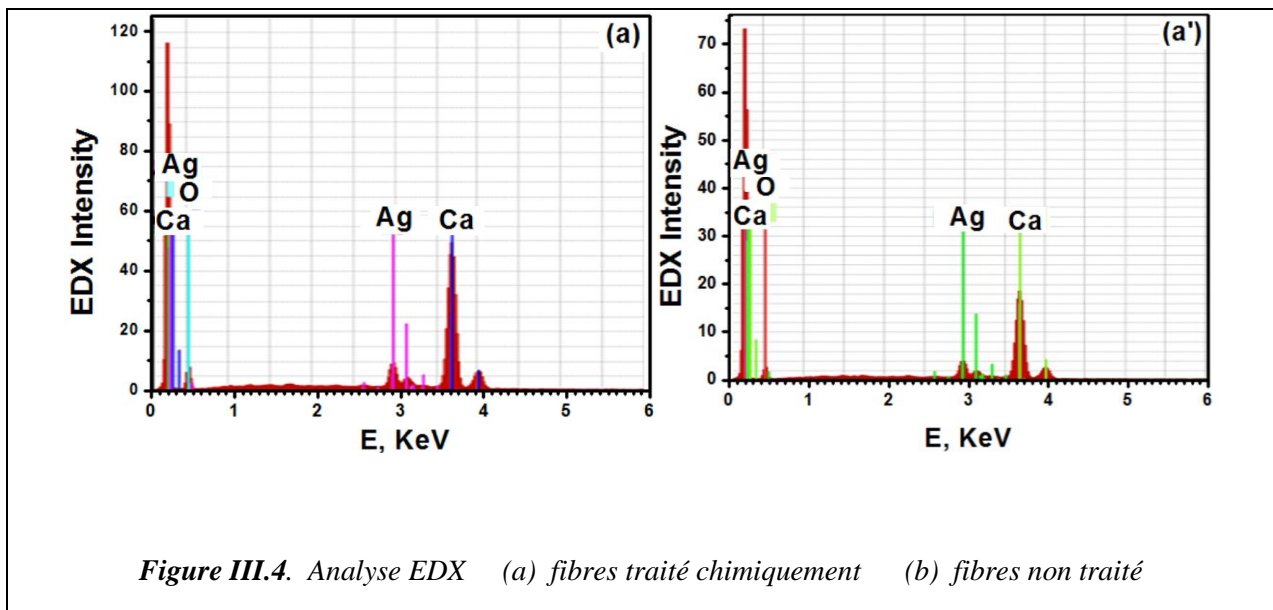 (a)
120
100
80
60
40
20
0
EDX Intensity
Ag
O
Ca
Ag
Ca
0 1 2 3 4 5 6
E, KeV
(a')
70
60
50
40
30
20
10
0
EDX Intensity
Ag
O
Ca
Ag
Ca
0 1 2 3 4 5 6
E, KeV
Figure III.4. Analyse EDX (a) fibres traité chimiquement (b) fibres non traité